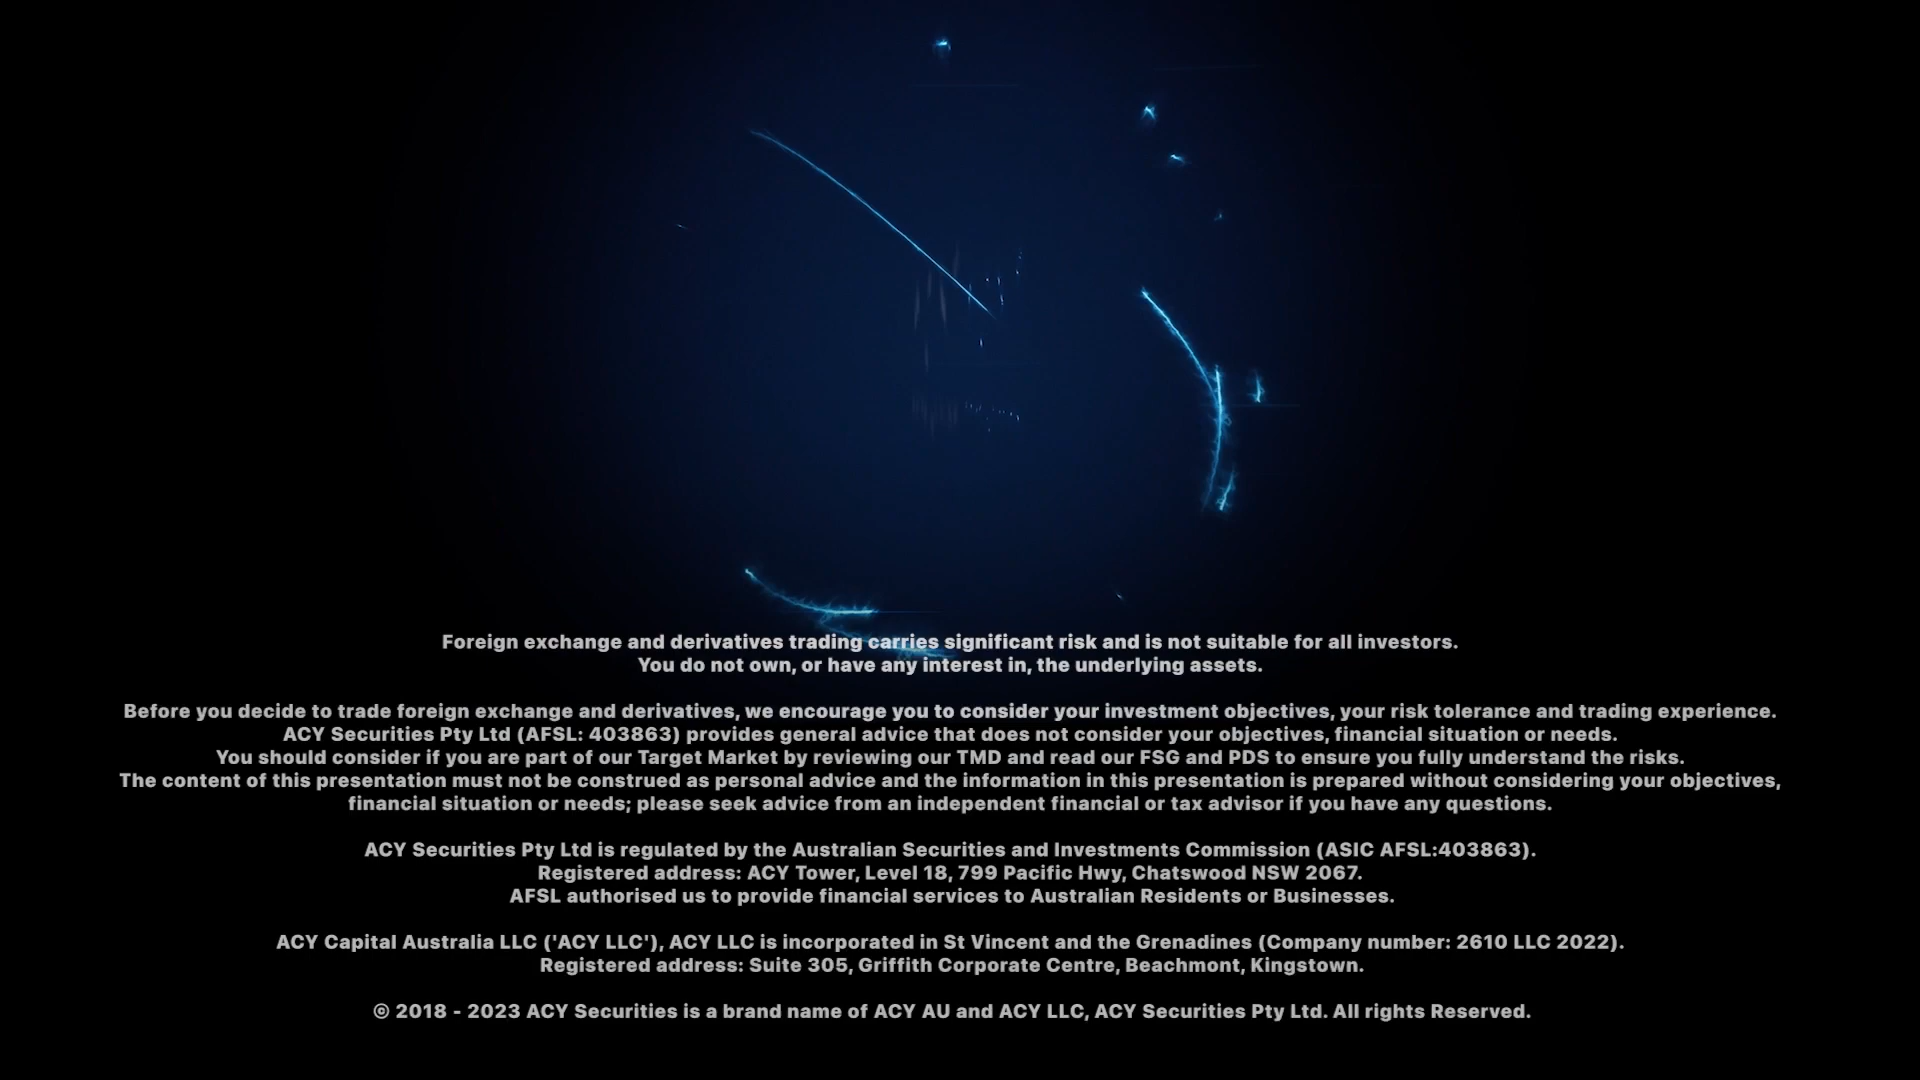 Foreign exchange and derivatives trading carries significant risk and is not suitable for all investors.
You do not own, or have any interest in, the underlying assets.
Before you decide to trade foreign exchange and derivatives, we encourage you to consider your investment objectives, your risk tolerance and trading experience.
ACY Securities Pty Ltd (AFSL: 403863) provides general advice that does not consider your objectives, financial situation or needs.
You should consider if you are part of our Target Market by reviewing our TMD and read our FSG and PDS to ensure you fully understand the risks.
The content of this presentation must not be construed as personal advice and the information in this presentation is prepared without considering your objectives,
financial situation or needs; please seek advice from an independent financial or tax advisor if you have any questions.
ACY Securities Pty Ltd is regulated by the Australian Securities and Investments Commission (ASIC AFSL:403863).
Registered address: ACY Tower, Level 18, 799 Pacific Hwy, Chatswood NSW 2067.
AFSL authorised us to provide financial services to Australian Residents or Businesses.
ACY Capital Australia LLC ('ACY LLC'), ACY LLC is incorporated in St Vincent and the Grenadines (Company number: 2610 LLC 2022).
Registered address: Suite 305, Griffith Corporate Centre, Beachmont, Kingstown.
© 2018 - 2023 ACY Securities is a brand name of ACY AU and ACY LLC, ACY Securities Pty Ltd. All rights Reserved.